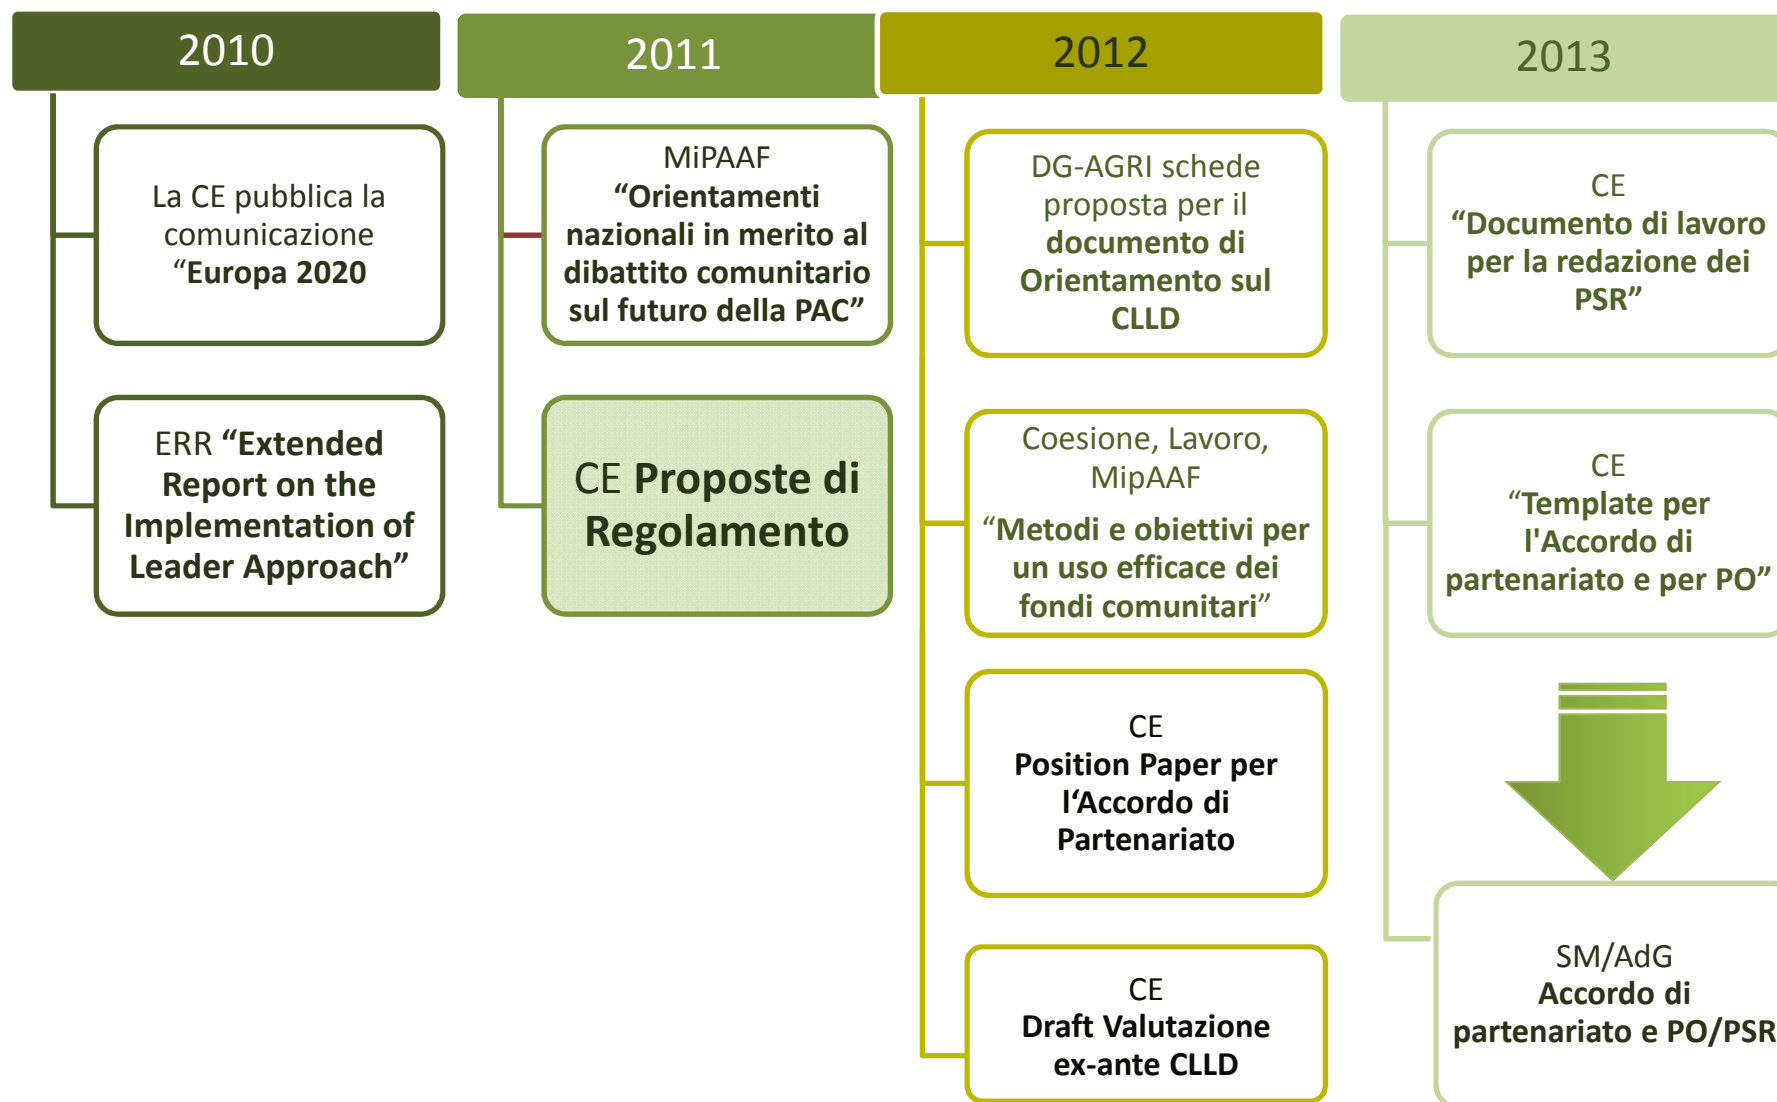 2010
La CE pubblica la
comunicazione
“Europa 2020
ERR “Extended
Report on the
Implementation of
Leader Approach”
2011
MiPAAF
“Orientamenti
nazionali in merito al
dibattito comunitario
sul futuro della PAC”
CE Proposte di
Regolamento
2012
DG-AGRI schede
proposta per il
documento di
Orientamento sul
CLLD
Coesione, Lavoro,
MipAAF
“Metodi e obiettivi per
un uso efficace dei
fondi comunitari”
CE
Position Paper per
l‘Accordo di
Partenariato
CE
Draft Valutazione
ex-ante CLLD
2013
CE
“Documento di lavoro
per la redazione dei
PSR”
CE
“Template per
l'Accordo di
partenariato e per PO”
SM/AdG
Accordo di
partenariato e PO/PSR